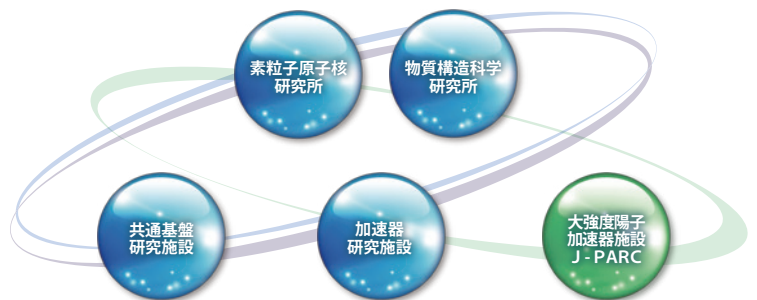 素粒子原子核
研究所
物質構造科学
研究所
共通基盤
研究施設
加速器
研究施設
大強度陽子
加速器施設
J-PARC